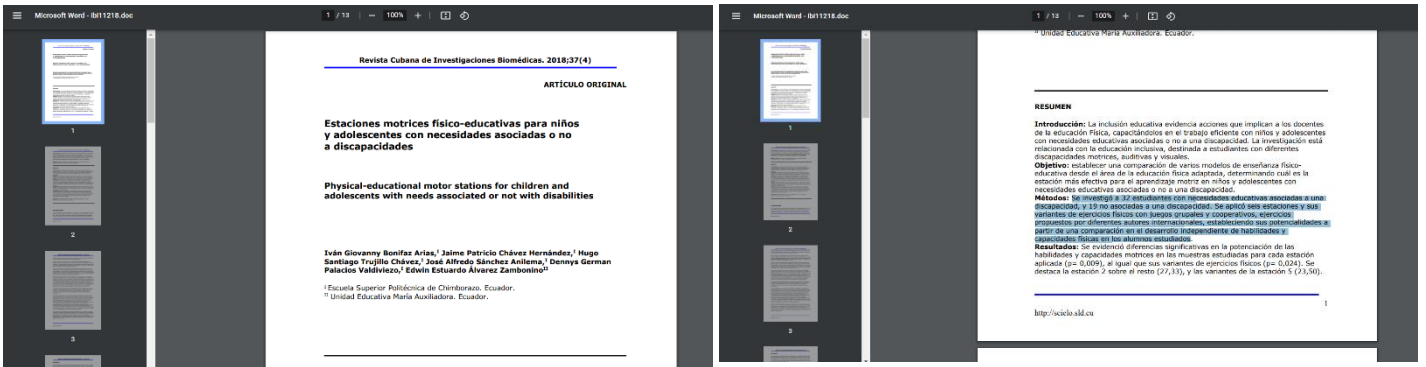 Microsoft Word - Ibi11218.doc
1 / 13
100%
1
2
3
Revista Cubana de Investigaciones Biomédicas. 2018;37(4)
ARTÍCULO ORIGINAL
Estaciones motrices físico-educativas para niños
y adolescentes con necesidades asociadas o no
a discapacidades
Physical-educational motor stations for children and
adolescents with needs associated or not with disabilities
Iván Giovanny Bonifaz Arias,I Jaime Patricio Chávez Hernández,I Hugo
Santiago Trujillo Chávez,I José Alfredo Sánchez Anilema,I Dennys German
Palacios Valdiviezo,I Edwin Estuardo Álvarez ZamboninoII
I Escuela Superior Politécnica de Chimborazo. Ecuador.
II Unidad Educativa María Auxiliadora. Ecuador.
Microsoft Word - Ibi11218.doc
1 / 13
100%
1
2
3
II Unidad Educativa María Auxiliadora. Ecuador.
RESUMEN
Introducción: La inclusión educativa evidencia acciones que implican a los docentes
de la educación Física, capacitándolos en el trabajo eficiente con niños y adolescentes
con necesidades educativas asociadas o no a una discapacidad. La investigación está
relacionada con la educación inclusiva, destinada a estudiantes con diferentes
discapacidades motrices, auditivas y visuales.
Objetivo: establecer una comparación de varios modelos de enseñanza físico-
educativa desde el área de la educación física adaptada, determinando cuál es la
estación más efectiva para el aprendizaje motriz en niños y adolescentes con
necesidades educativas asociadas o no a una discapacidad.
Métodos: Se investigó a 32 estudiantes con necesidades educativas asociadas a una
discapacidad, y 19 no asociadas a una discapacidad. Se aplicó seis estaciones y sus
variantes de ejercicios físicos con juegos grupales y cooperativos, ejercicios
propuestos por diferentes autores internacionales, estableciendo sus potencialidades a
partir de una comparación en el desarrollo independiente de habilidades y
capacidades físicas en los alumnos estudiados.
Resultados: Se evidenció diferencias significativas en la potenciación de las
habilidades y capacidades motrices en las muestras estudiadas para cada estación
aplicada (p= 0,009), al igual que sus variantes de ejercicios físicos (p= 0,024). Se
destaca la estación 2 sobre el resto (27,33), y las variantes de la estación 5 (23,50).
1
http://scielo.sld.cu